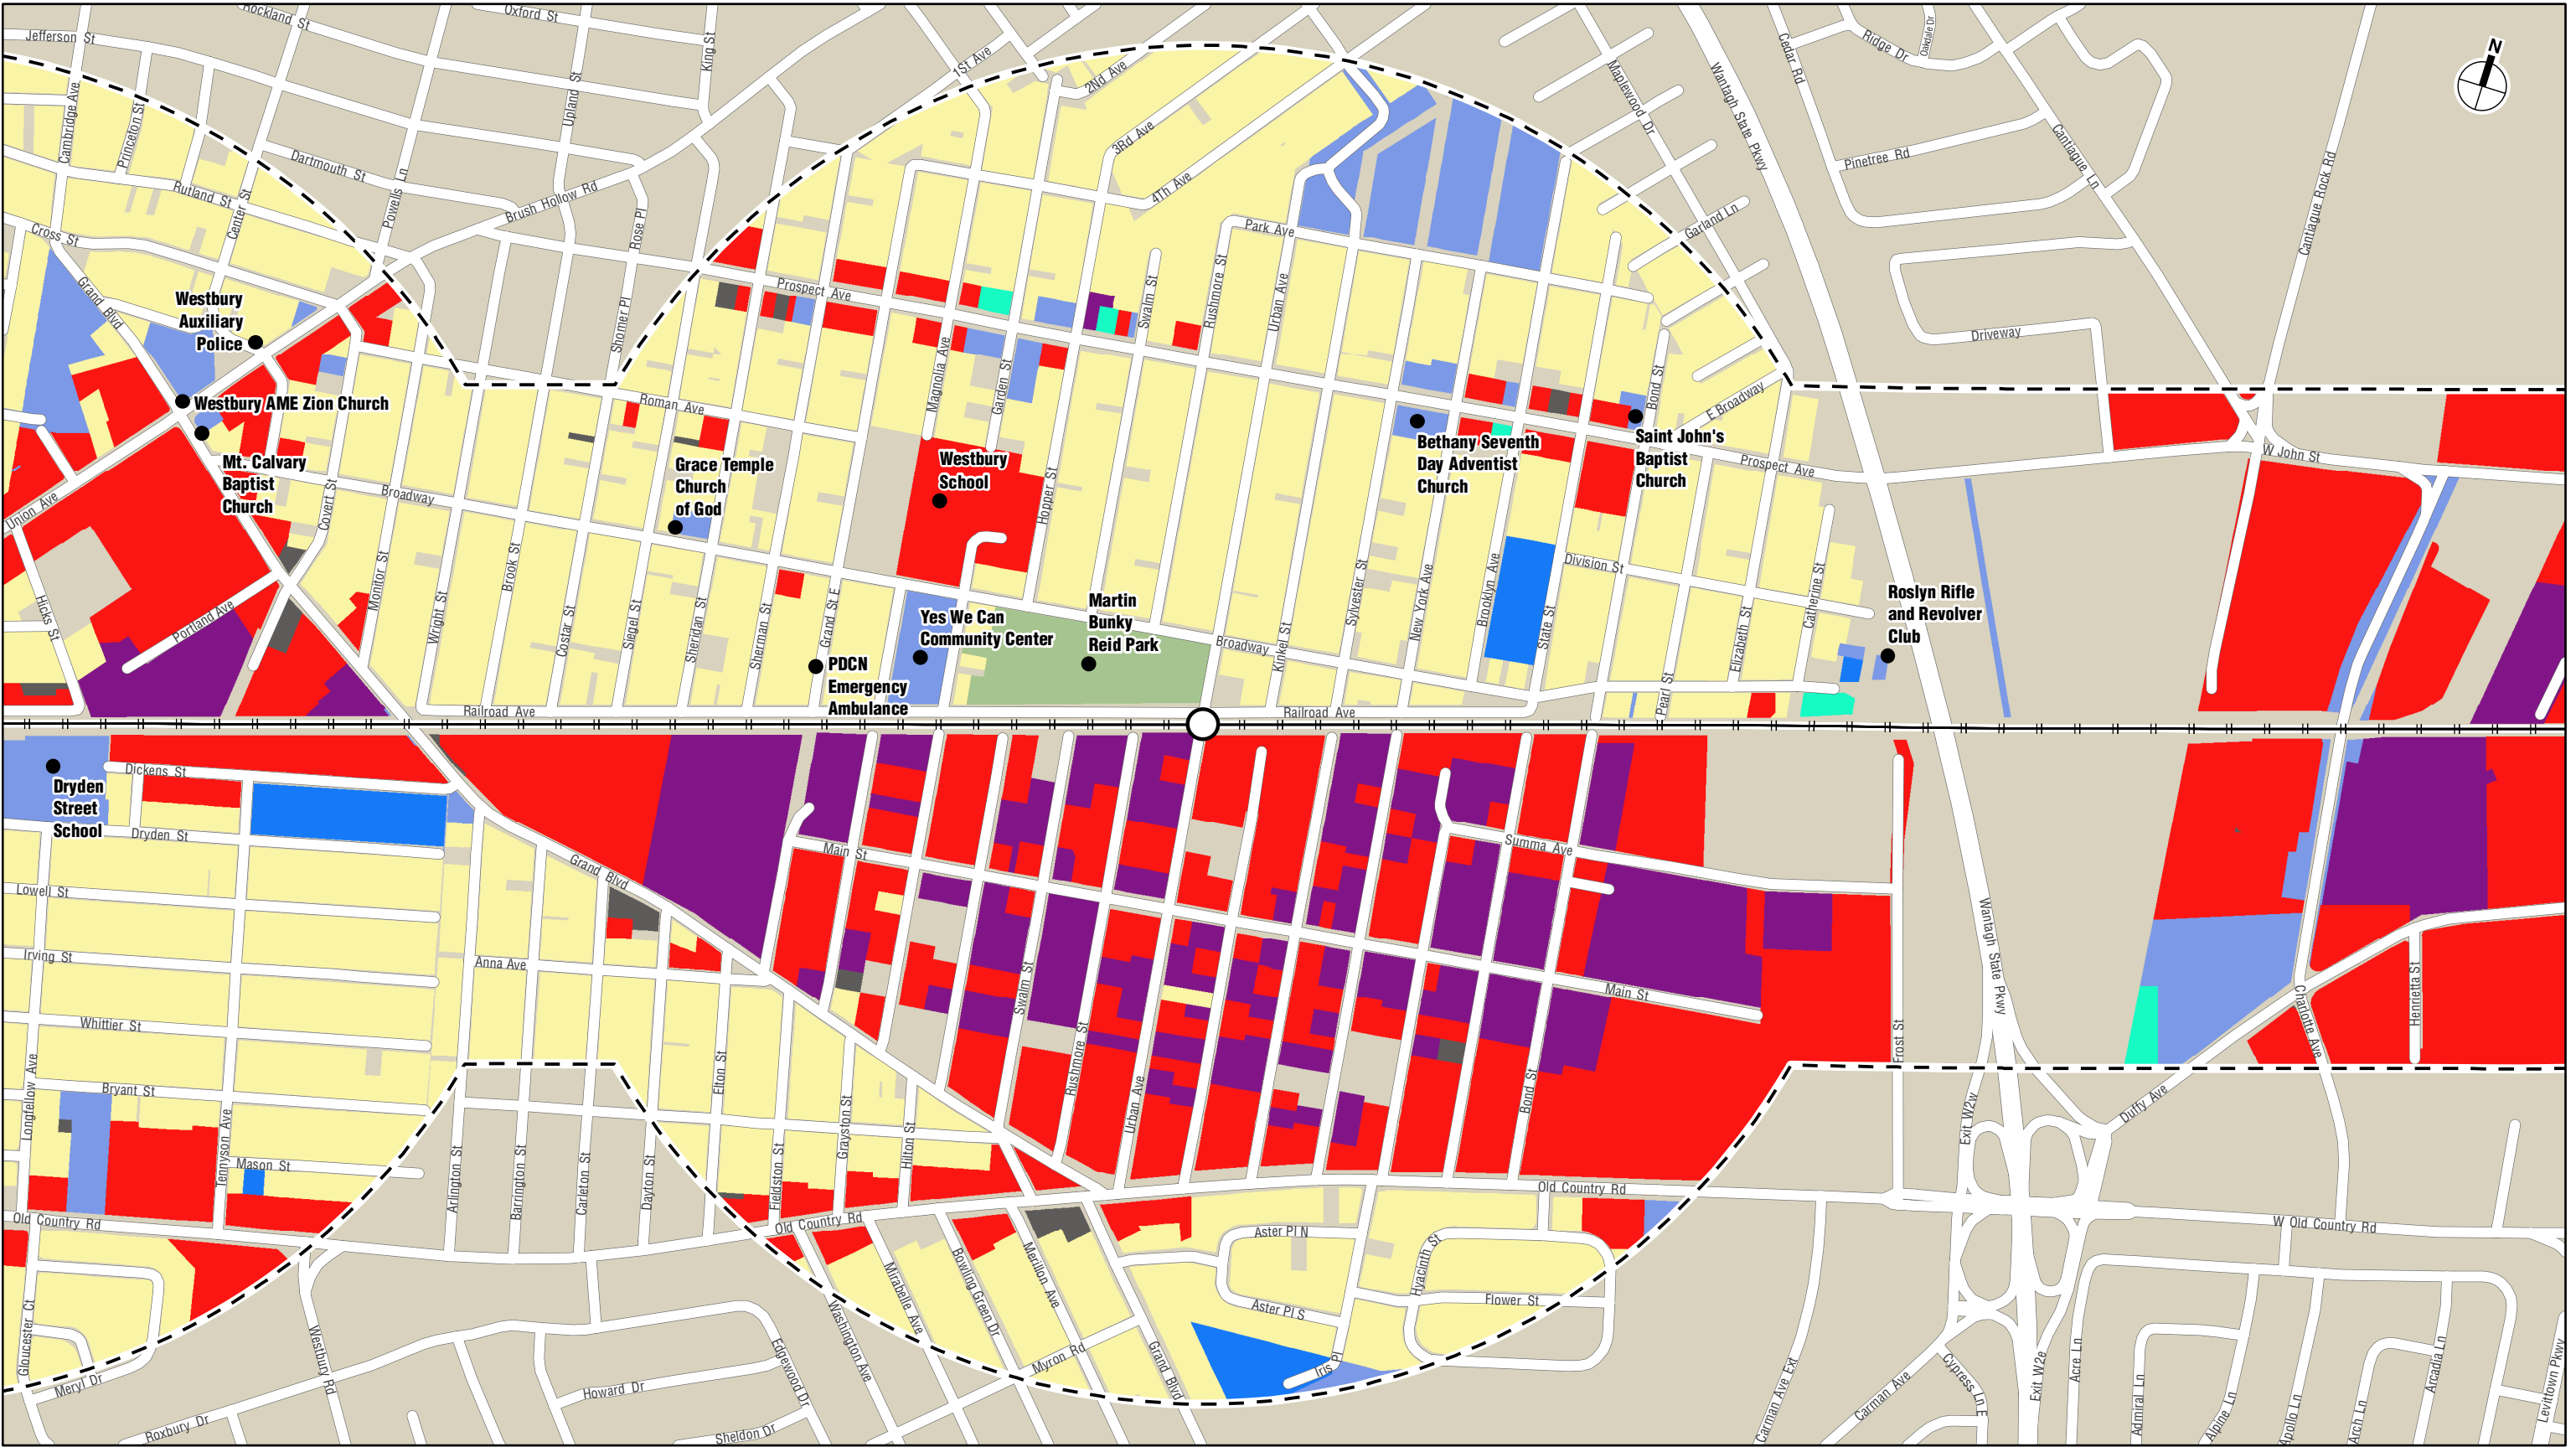 Rockland St
Oxford St
Jefferson St
King St
1St Ave
2Nd Ave
Cedar Rd
Ridge Dr
Oakdale Dr
N
Cambridge Ave
Princeton St
Upland St
Maplewood Dr
Wantagh State Pkwy
3Rd Ave
4Th Ave
Pinetree Rd
Cantiague Ln
Cantiague Rock Rd
Dartmouth St
Rutland St
Center St
Powells Ln
Brush Hollow Rd
Rose Pl
Park Ave
Garland Ln
Cross St
Grand Blvd
Westbury
Auxiliary
Police
Shomer Pl
Prospect Ave
Swalm St
Rushmore St
Urban Ave
Driveway
Westbury AME Zion Church
Roman Ave
Magnolia Ave
Garden St
Bond St
E Broadway
Mt. Calvary
Baptist
Church
Grace Temple
Church
of God
Westbury
School
Bethany Seventh
Day Adventist
Church
Saint John's
Baptist
Church
Prospect Ave
W John St
Union Ave
Covert St
Broadway
Hopper St
Hicks St
Portland Ave
Monitor St
Wright St
Brook St
Costar St
Siegel St
Sheridan St
Sherman St
Grand St E
Yes We Can
Community Center
Martin
Bunky
Reid Park
Broadway
Kinkel St
Sylvester St
New York Ave
Brooklyn Ave
State St
Division St
Pearl St
Elizabeth St
Catherine St
Roslyn Rifle
and Revolver
Club
PDCN
Emergency
Ambulance
Railroad Ave
Railroad Ave
Dryden
Street
School
Dickens St
Dryden St
Grand Blvd
Main St
Summa Ave
Lowell St
Irving St
Anna Ave
Whittier St
Swalm St
Rushmore St
Main St
Wantagh State Pkwy
Frost St
Charlotte Ave
Henrietta St
Longfellow Ave
Bryant St
Tennyson Ave
Mason St
Elton St
Grayston St
Hilton St
Urban Ave
Bond St
Exit W2w
Duffy Ave
Arlington St
Barrington St
Carleton St
Dayton St
Fieldston St
Old Country Rd
Old Country Rd
Old Country Rd
W Old Country Rd
Gloucester Ct
Meryl Dr
Westbury Rd
Roxbury Dr
Howard Dr
Edgewood Dr
Sheldon Dr
Washington Ave
Mirabelle Ave
Bowling Green Dr
Merillon Ave
Myron Rd
Grand Blvd
Aster Pl N
Aster Pl S
Iris Pl
Hyacinth St
Flower St
Carman Ave Ext
Carman Ave
Cypress Ln E
Exit W2e
Acre Ln
Admiral Ln
Alpine Ln
Apollo Ln
Arch Ln
Arcadia Ln
Levittown Pkwy